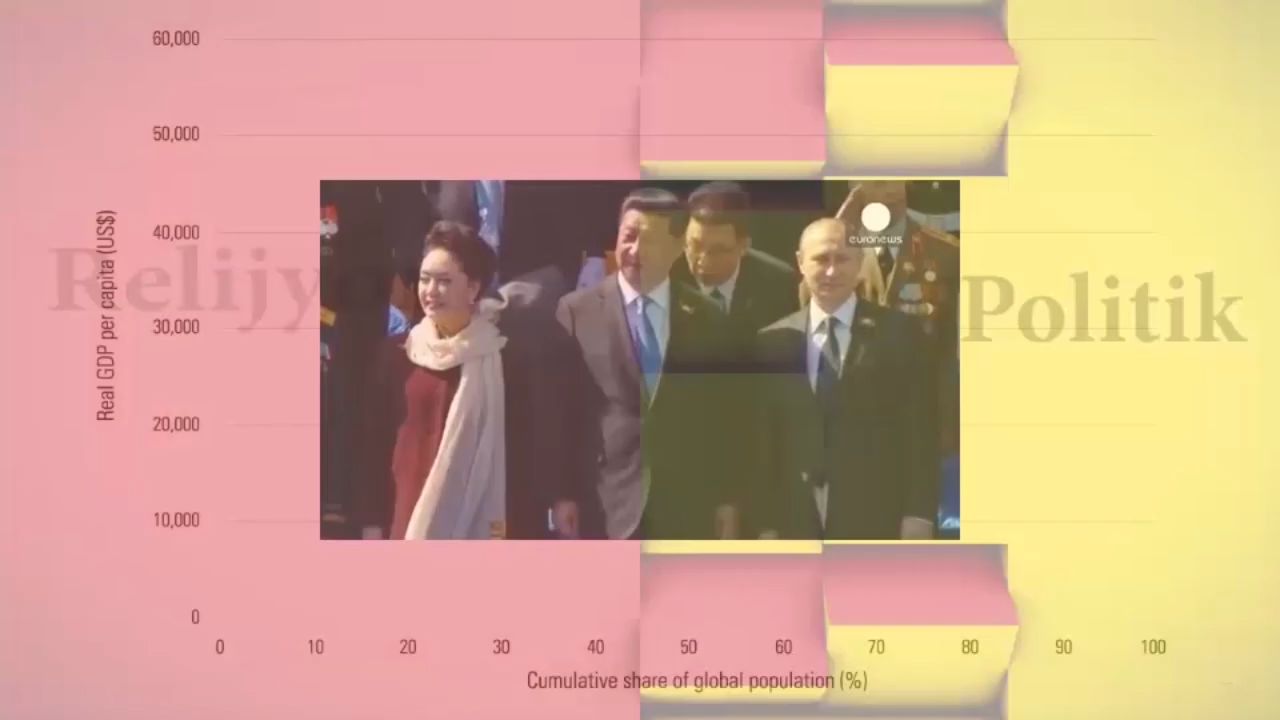 60,000
50,000
40,000
30,000
20,000
10,000
0
Real GDP per capita (US$)
Politik
euronews
0 10 20 30 40 50 60 70 80 90 100
Cumulative share of global population (%)